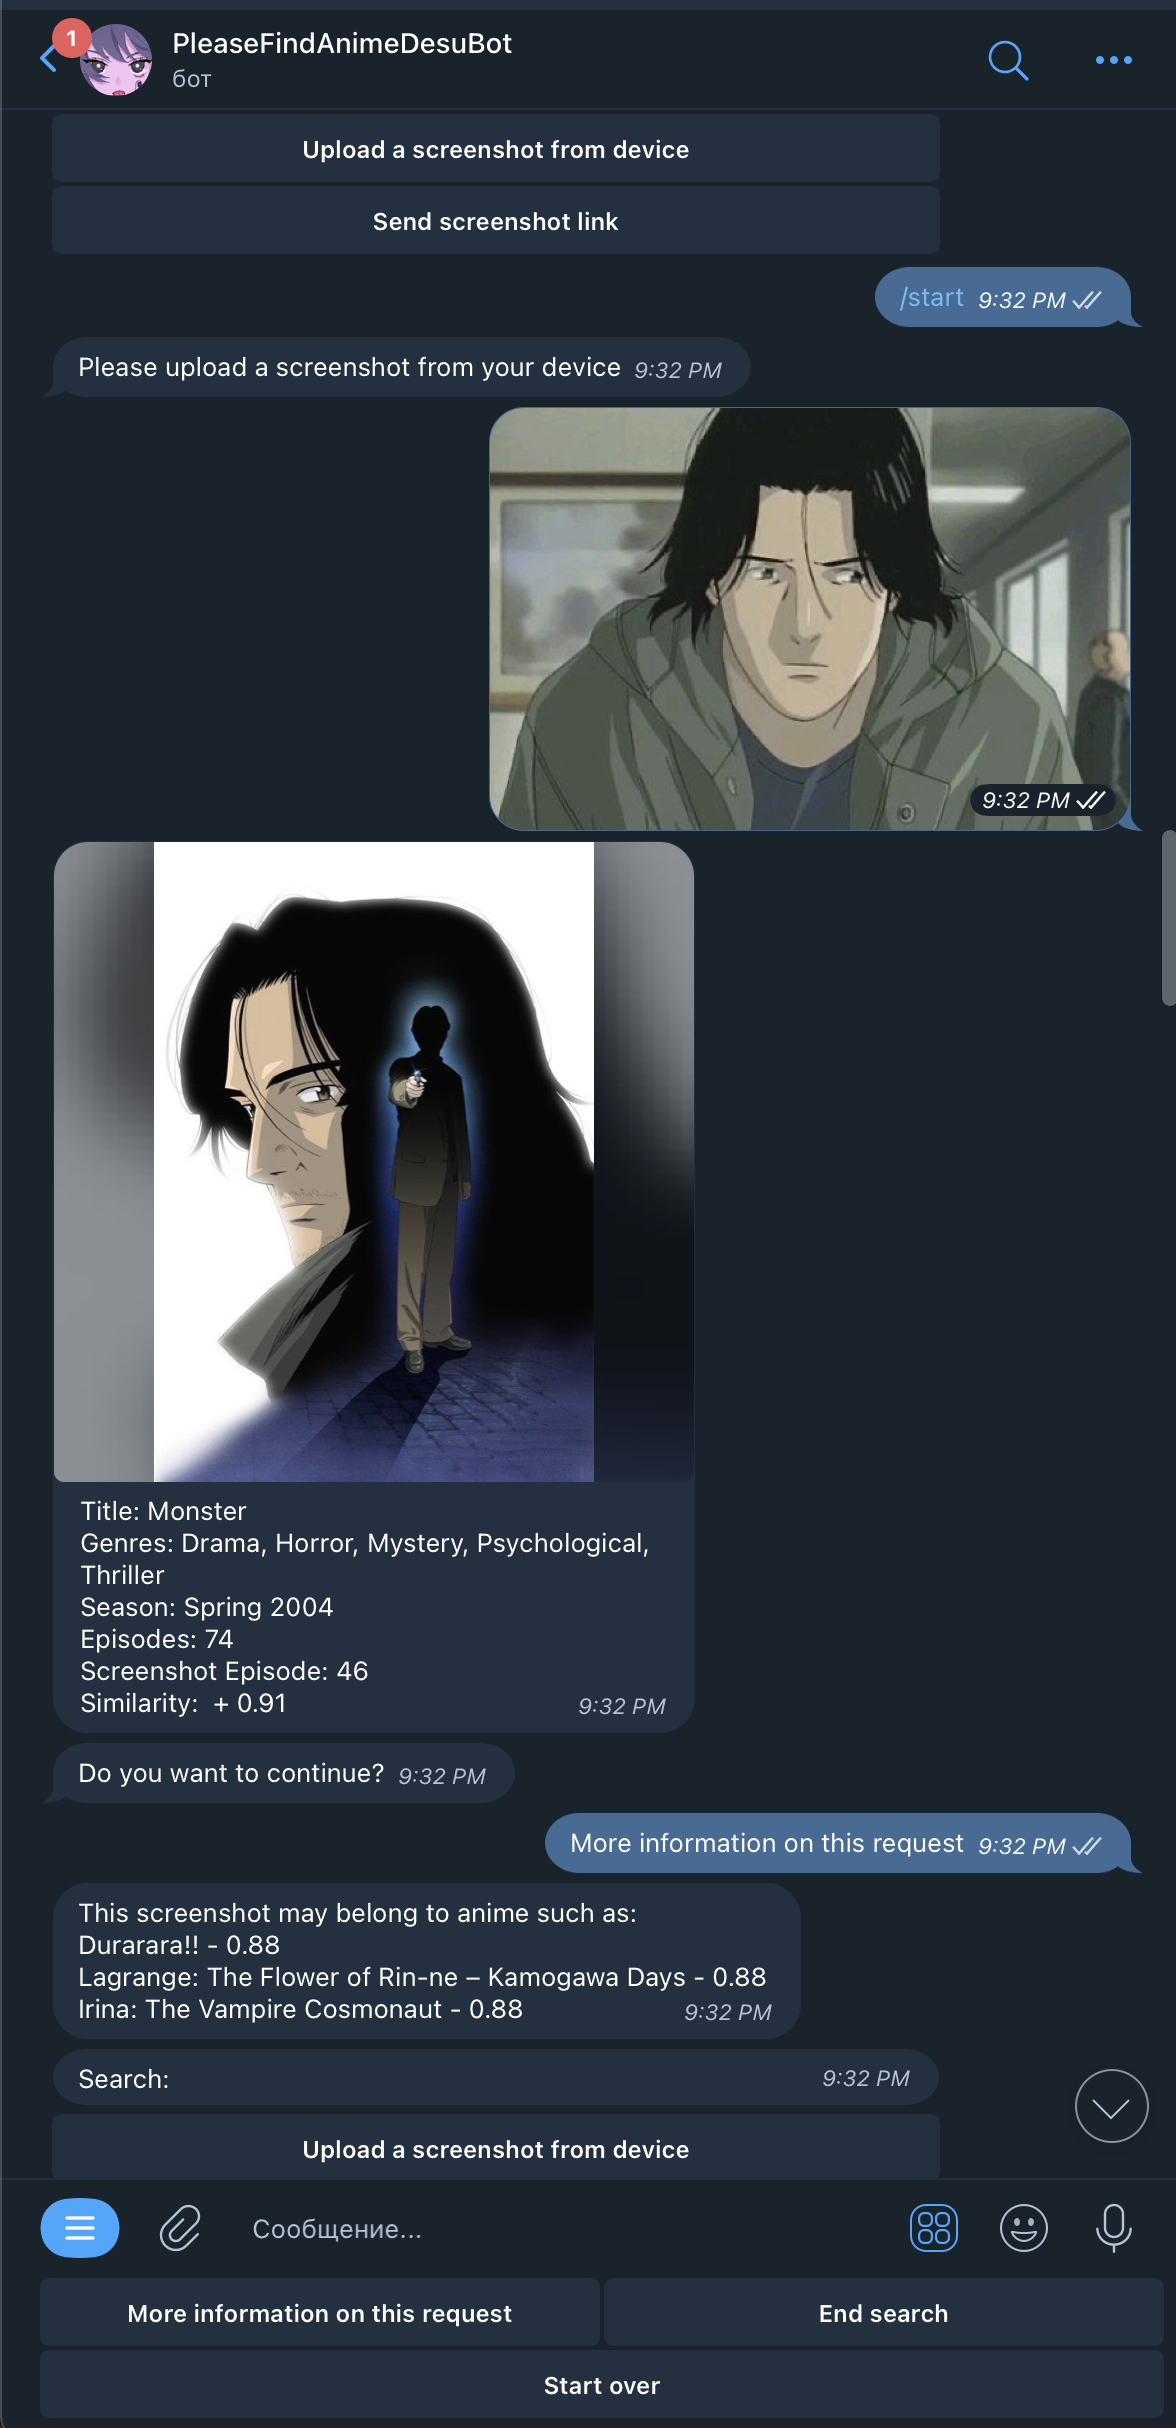 1
PleaseFindAnimeDesuBot
бот
Upload a screenshot from device
Send screenshot link
/start 9:32 PM
Please upload a screenshot from your device 9:32 PM
9:32 PM
Title: Monster
Genres: Drama, Horror, Mystery, Psychological,
Thriller
Season: Spring 2004
Episodes: 74
Screenshot Episode: 46
Similarity: + 0.91 9:32 PM
Do you want to continue? 9:32 PM
More information on this request 9:32 PM
This screenshot may belong to anime such as:
Durarara!! - 0.88
Lagrange: The Flower of Rin-ne – Kamogawa Days - 0.88
Irina: The Vampire Cosmonaut - 0.88 9:32 PM
Search: 9:32 PM
Upload a screenshot from device
Сообщение...
More information on this request End search
Start over